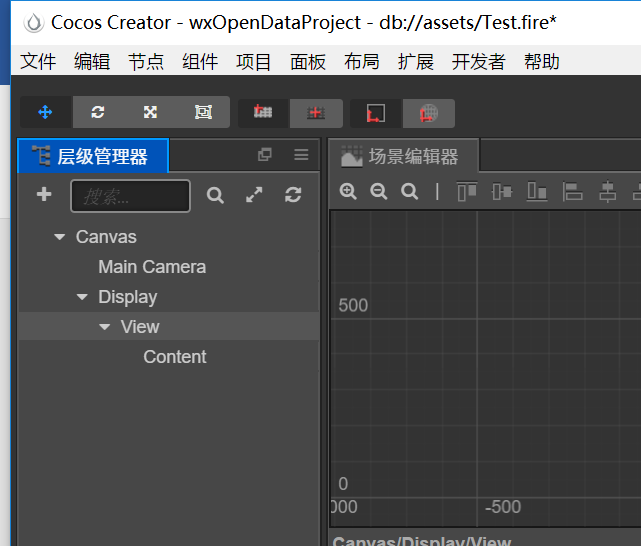 Cocos Creator - wxOpenDataProject - db://assets/Test.fire*
文件 编辑 节点 组件 项目 面板 布局 扩展 开发者 帮助
层级管理器 场景编辑器
搜索...
Canvas
Main Camera
Display
View
Content
500
0
000 -500
Canvas/Display/View